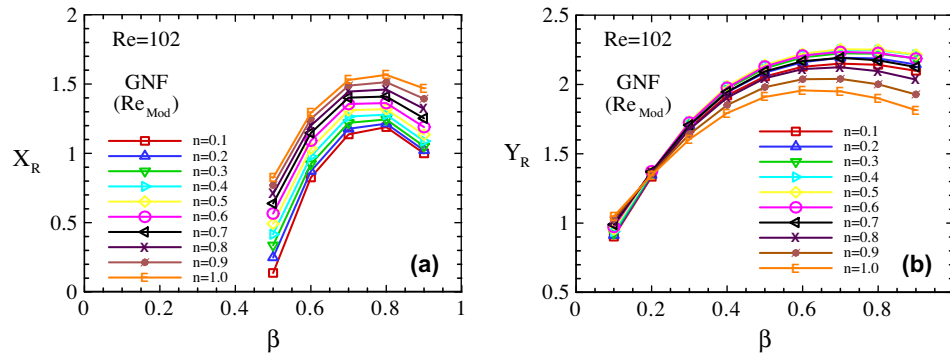 Re=102
GNF
(Re_Mod)
X_R
n=0.1
n=0.2
n=0.3
n=0.4
n=0.5
n=0.6
n=0.7
n=0.8
n=0.9
n=1.0
2
1.5
1
0.5
0
0 0.2 0.4 0.6 0.8 1
β
(a)
Re=102
GNF
(Re_Mod)
Y_R
n=0.1
n=0.2
n=0.3
n=0.4
n=0.5
n=0.6
n=0.7
n=0.8
n=0.9
n=1.0
2.5
2
1.5
1
0.5
0 0.2 0.4 0.6 0.8
β
(b)